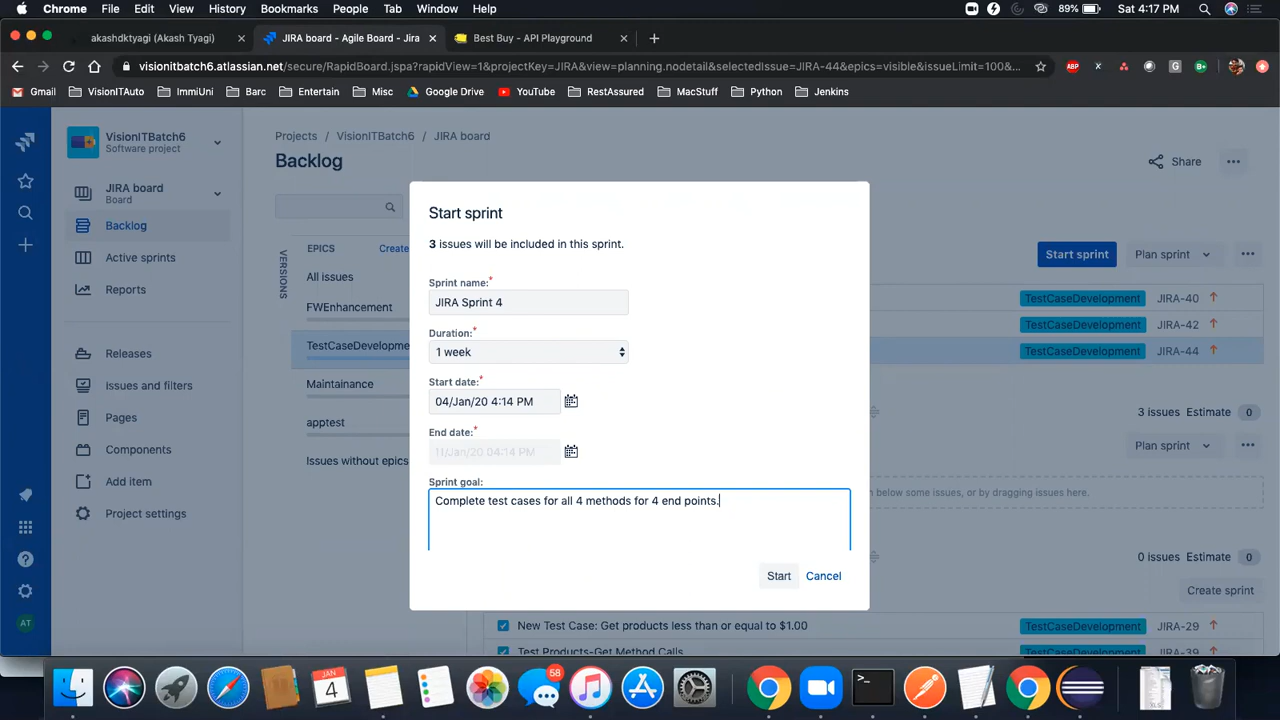 Chrome File Edit View History Bookmarks People Tab Window Help 89% Sat 4:17 PM
akashdktyagi (Akash Tyagi) JIRA board - Agile Board - Jira Best Buy - API Playground
visionitbatch6.atlassian.net/secure/RapidBoard.jspa?rapidView=1&projectKey=JIRA&view=planning.nodetail&selectedIssue=JIRA-44&epics=visible&issueLimit=100&...
Gmail VisionITAuto ImmiUni Barc Entertain Misc Google Drive YouTube RestAssured MacStuff Python Jenkins
VisionITBatch6
Software project
Projects / VisionITBatch6 / JIRA board
Backlog
Share
JIRA board
Board
Backlog
Active sprints
Reports
Releases
Issues and filters
Pages
Components
Add item
Project settings
AT
VERSIONS
EPICS Create
All issues
FWEnhancement
TestCaseDevelopme
Maintainance
apptest
Issues without epics
Start sprint Plan sprint
TestCaseDevelopment JIRA-40
TestCaseDevelopment JIRA-42
TestCaseDevelopment JIRA-44
3 issues Estimate 0
Plan sprint
n below some issues, or by dragging issues here.
0 issues Estimate 0
Create sprint
New Test Case: Get products less than or equal to $1.00 TestCaseDevelopment JIRA-29
Test Products-Get Method Calls TestCaseDevelopment JIRA-39
Start sprint
3 issues will be included in this sprint.
Sprint name:*
JIRA Sprint 4
Duration:*
1 week
Start date:*
04/Jan/20 4:14 PM
End date:*
11/Jan/20 04:14 PM
Sprint goal:
Complete test cases for all 4 methods for 4 end points.
Start Cancel
JAN
4
58